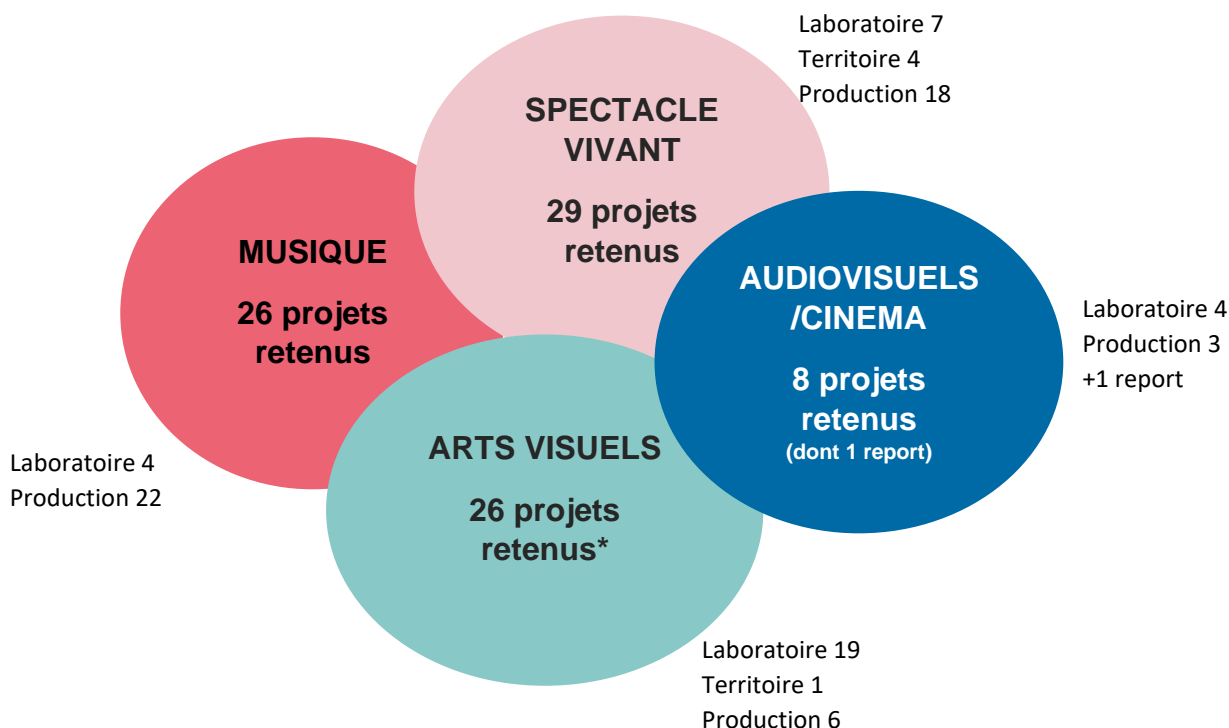 Laboratoire 7
Territoire 4
Production 18
SPECTACLE
VIVANT
29 projets
retenus
MUSIQUE
26 projets
retenus
AUDIOVISUELS
/CINEMA
8 projets
retenus
(dont 1 report)
Laboratoire 4
Production 3
+1 report
ARTS VISUELS
26 projets
retenus*
Laboratoire 4
Production 22
Laboratoire 19
Territoire 1
Production 6